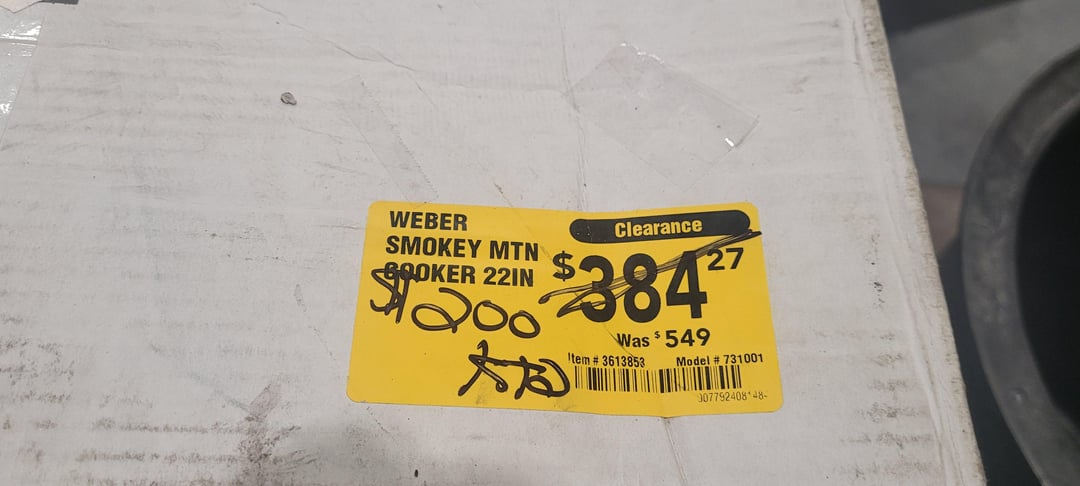 WEBER
SMOKEY MTN
COOKER 22IN
Clearance
$384 27
Was $549
$200
Item # 3613853 Model # 731001